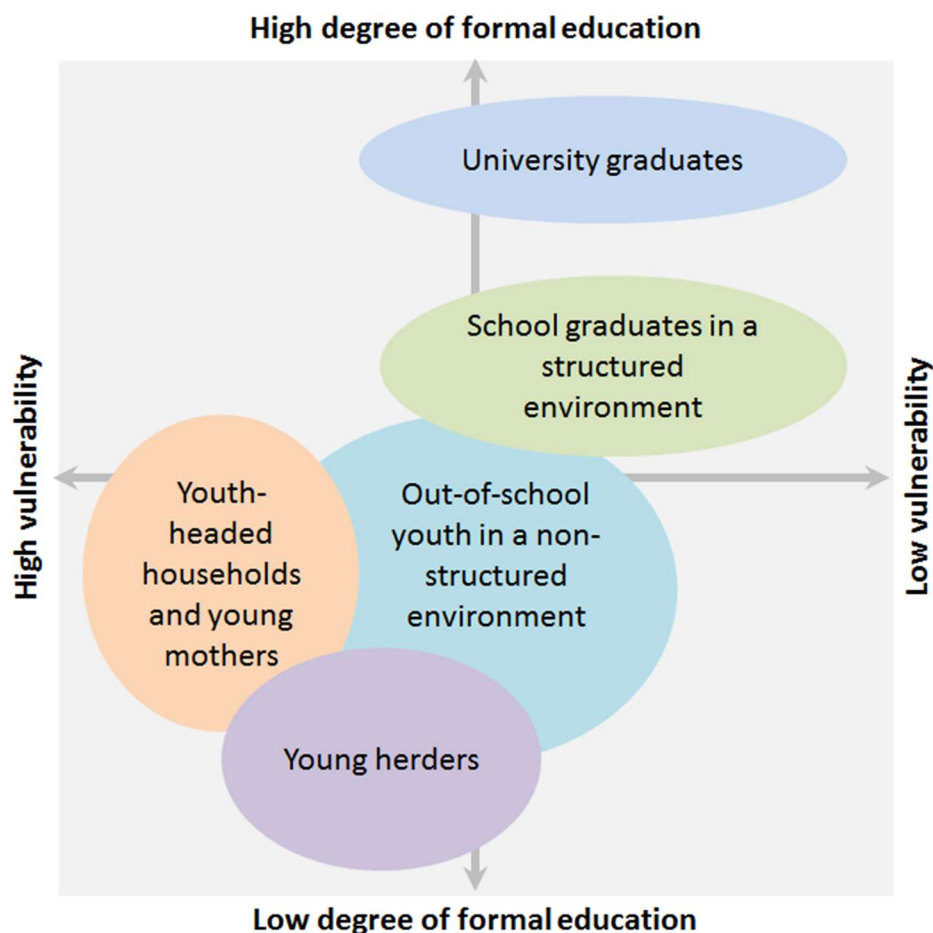 High degree of formal education
University graduates
School graduates in a
structured
environment
High vulnerability
Low vulnerability
Youth-
headed
households
and young
mothers
Out-of-school
youth in a non-
structured
environment
Young herders
Low degree of formal education